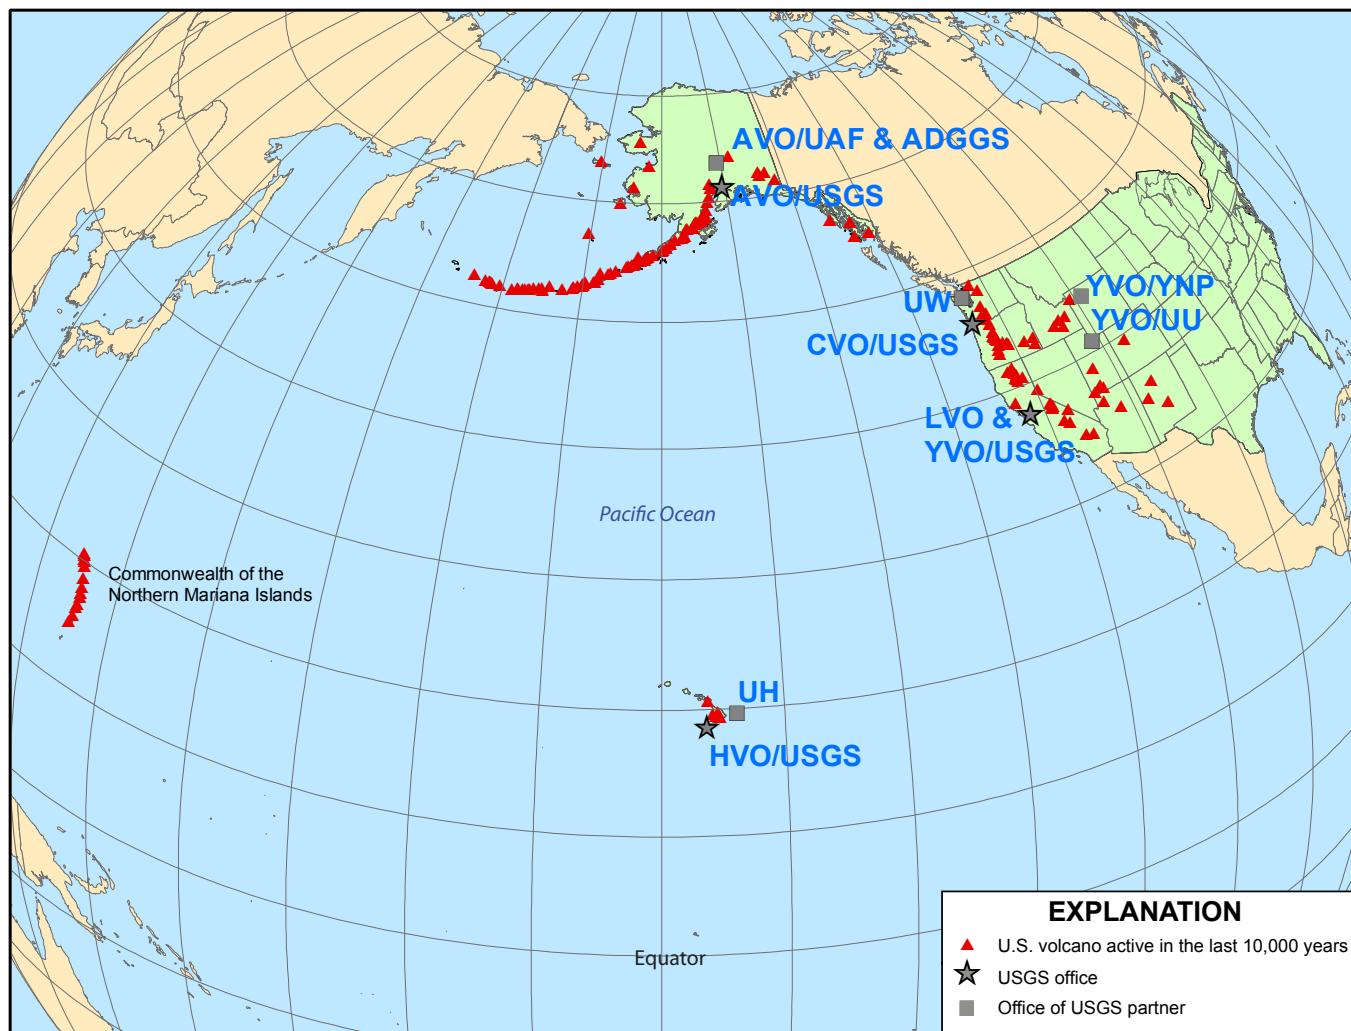 AVO/UAF & ADGGS
AVO/USGS
UW
CVO/USGS
YVO/YNP
YVO/UU
LVO &
YVO/USGS
Pacific Ocean
Commonwealth of the
Northern Mariana Islands
UH
HVO/USGS
Equator
EXPLANATION
U.S. volcano active in the last 10,000 years
USGS office
Office of USGS partner